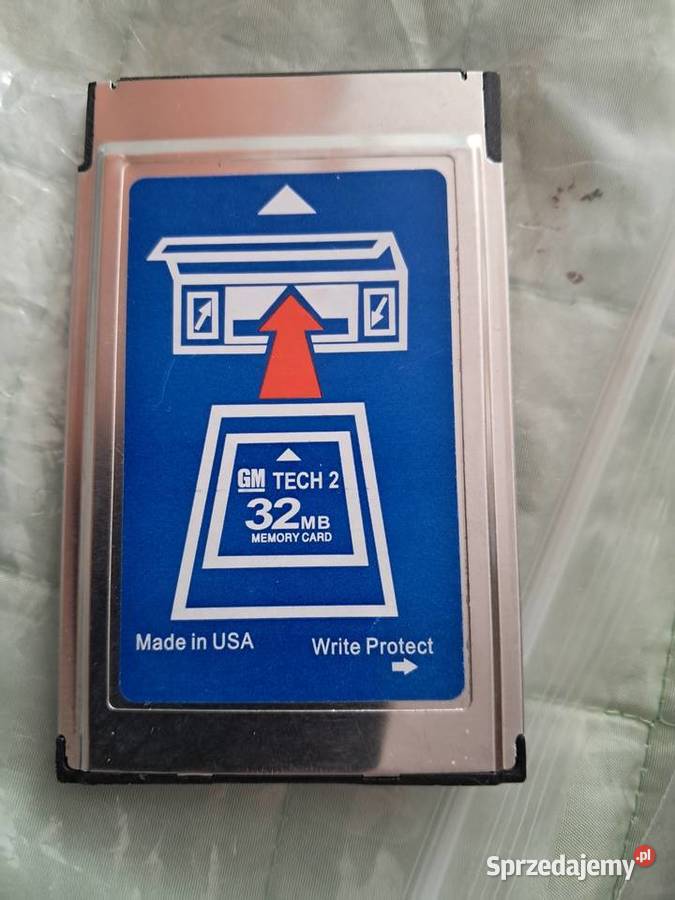 GM TECH 2
32MB
MEMORY CARD
Made in USA
Write Protect
Sprzedajemy.pl